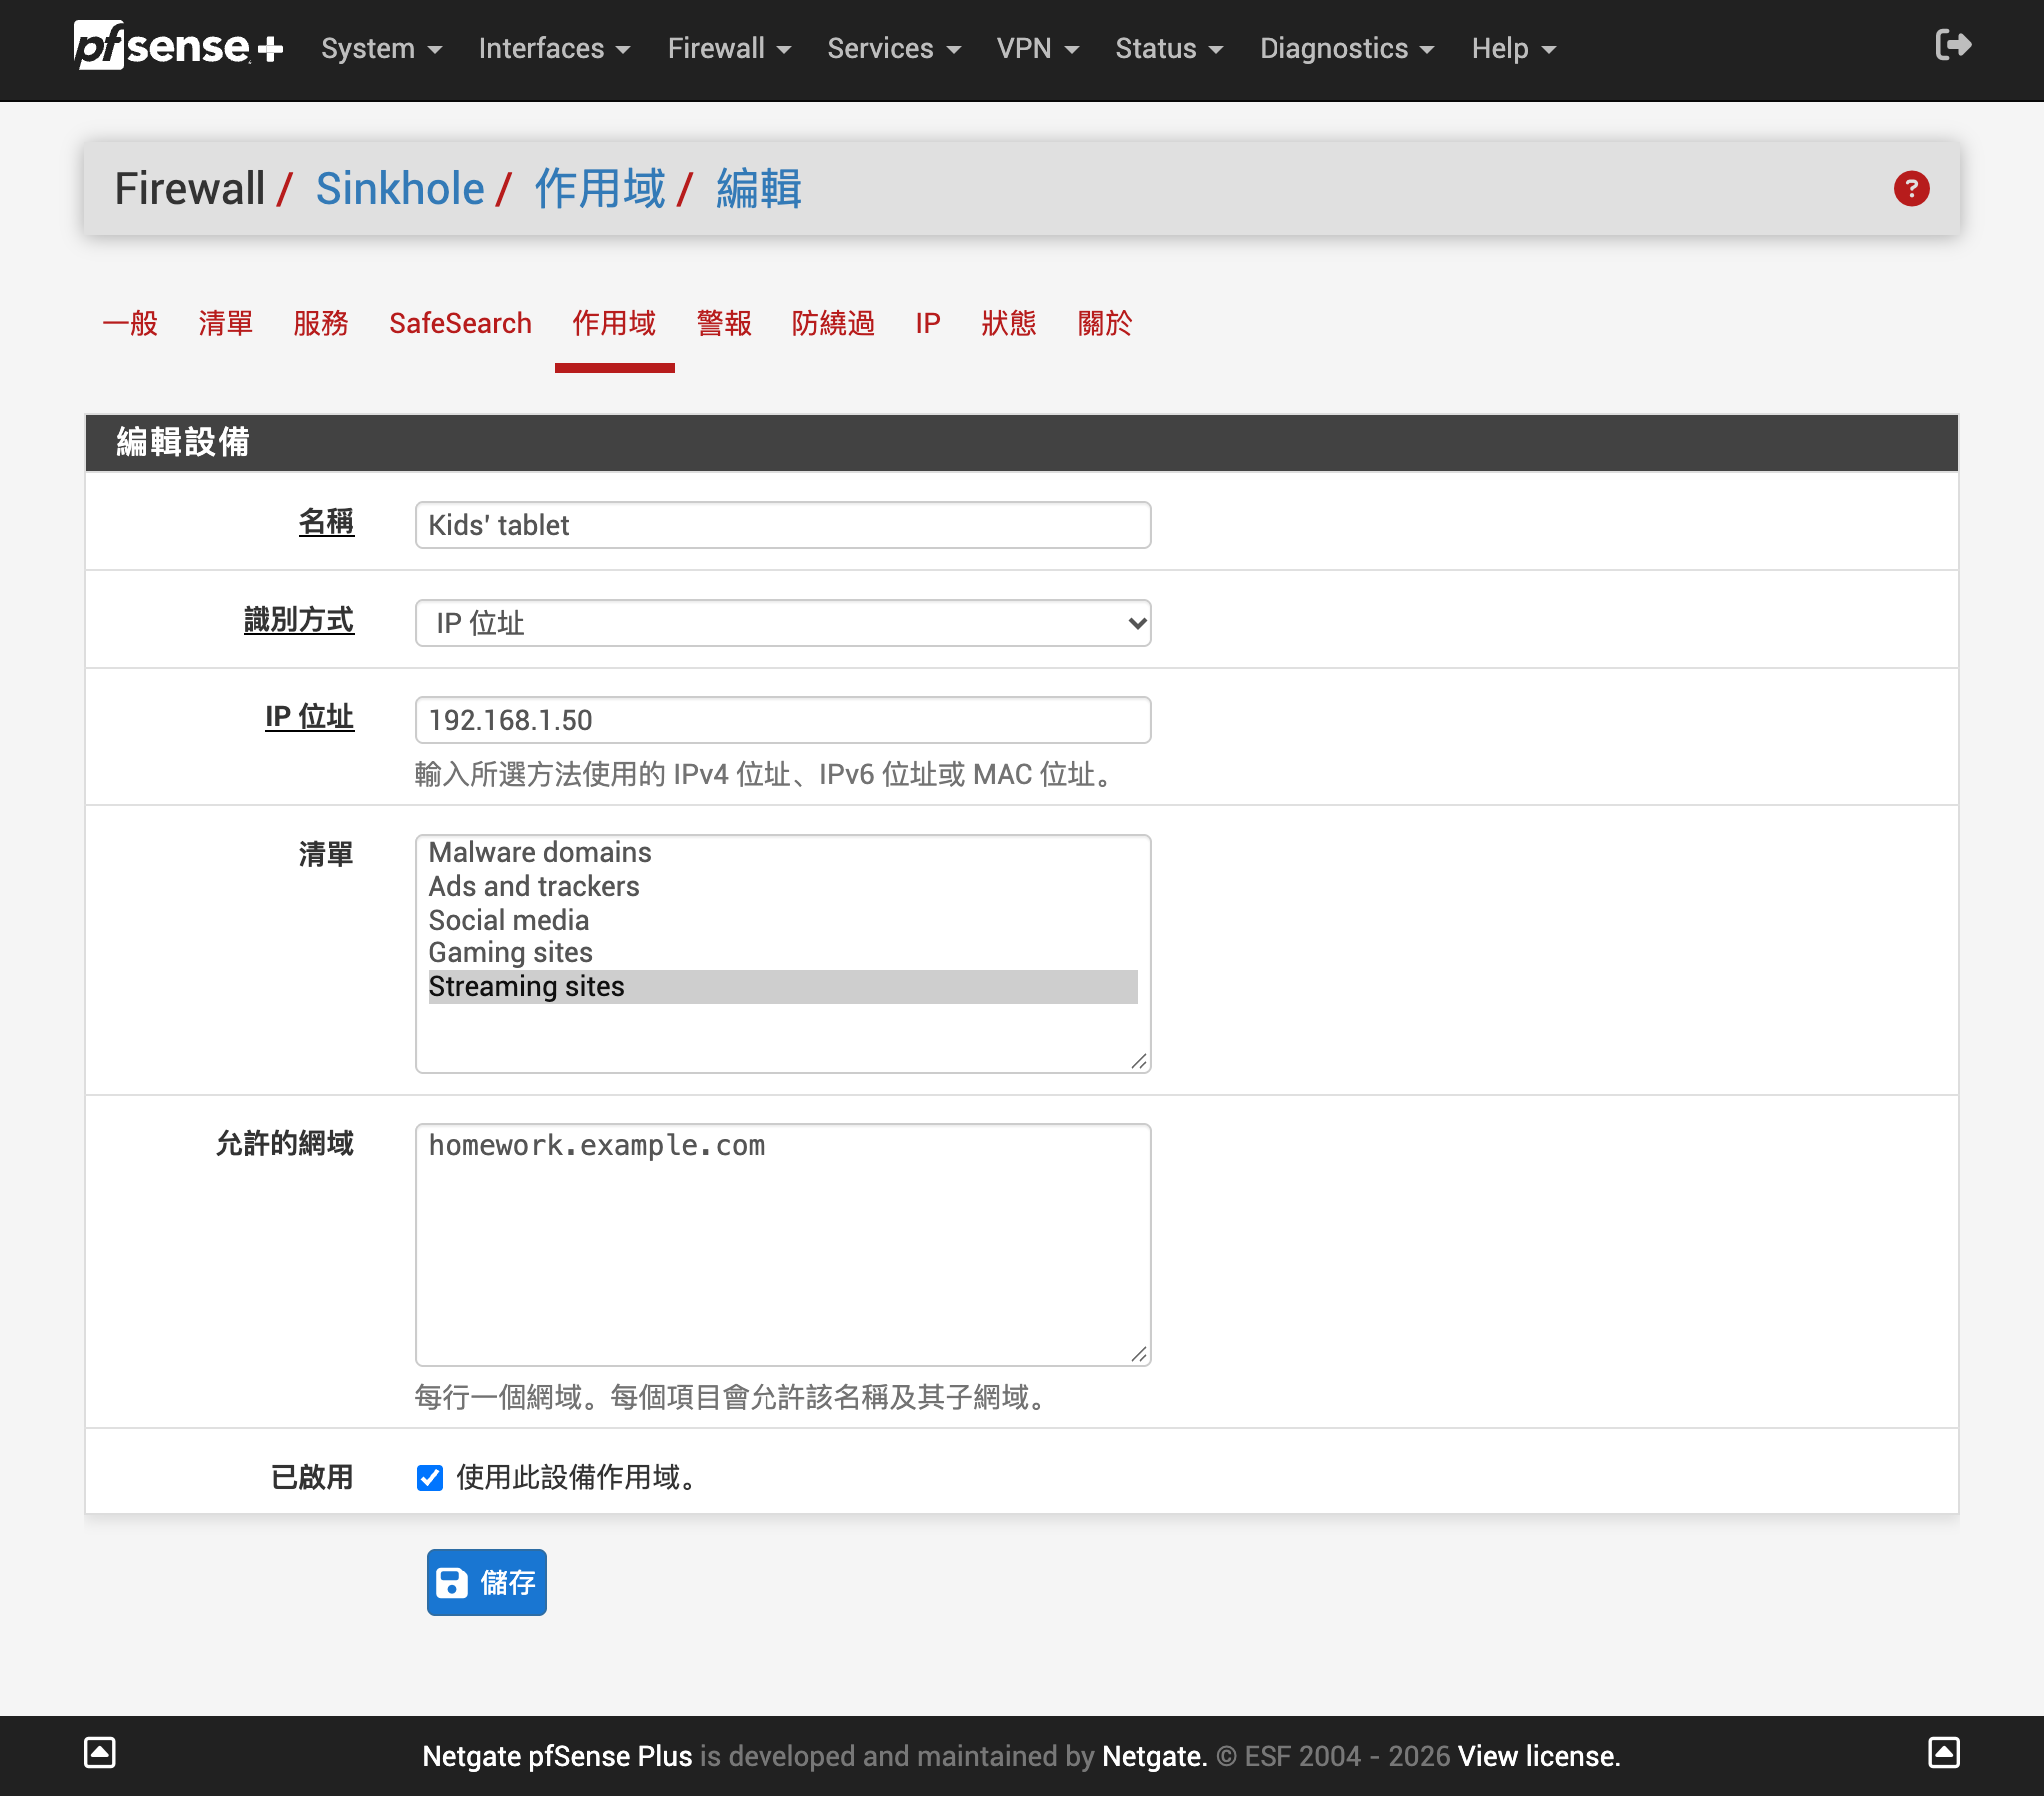 pfsense+ System Interfaces Firewall Services VPN Status Diagnostics Help
Firewall / Sinkhole / 作用域 / 編輯
一般 清單 服務 SafeSearch 作用域 警報 防繞過 IP 狀態 關於
編輯設備
名稱 Kids' tablet
識別方式 IP 位址
IP 位址 192.168.1.50
輸入所選方法使用的 IPv4 位址、IPv6 位址或 MAC 位址。
清單 Malware domains
Ads and trackers
Social media
Gaming sites
Streaming sites
允許的網域 homework.example.com
每行一個網域。每個項目會允許該名稱及其子網域。
已啟用 使用此設備作用域。
儲存
Netgate pfSense Plus is developed and maintained by Netgate. © ESF 2004 - 2026 View license.